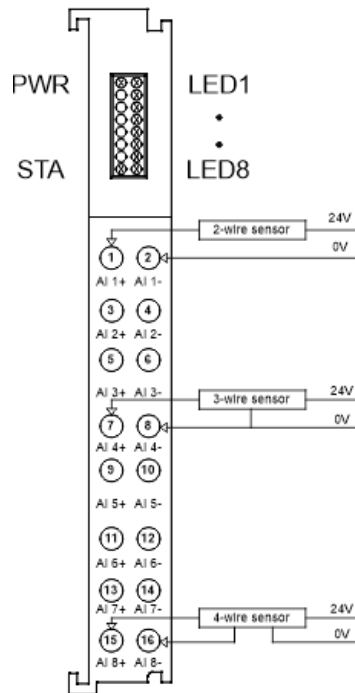 PWR LED1
STA LED8
2-wire sensor 24V
0V
1 2
AI 1+ AI 1-
3 4
AI 2+ AI 2-
5 6
AI 3+ AI 3-
3-wire sensor 24V
0V
7 8
AI 4+ AI 4-
9 10
AI 5+ AI 5-
11 12
AI 6+ AI 6-
13 14
AI 7+ AI 7-
4-wire sensor 24V
0V
15 16
AI 8+ AI 8-